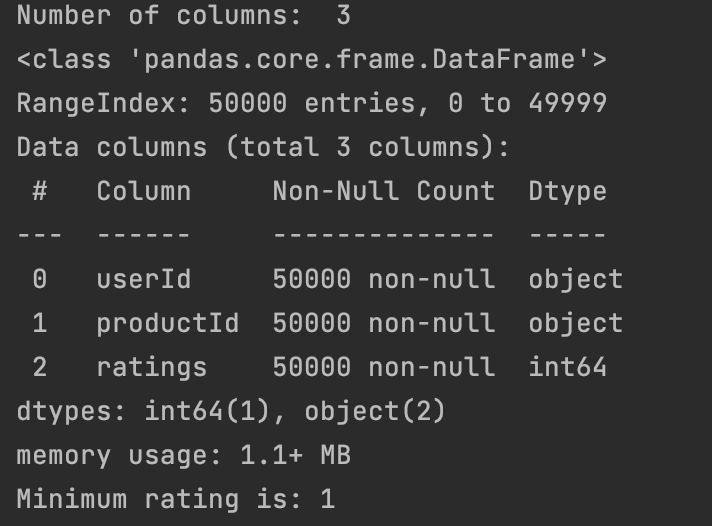 Number of columns:  3
<class 'pandas.core.frame.DataFrame'>
RangeIndex: 50000 entries, 0 to 49999
Data columns (total 3 columns):
 #   Column     Non-Null Count  Dtype
---  ------     --------------  -----
 0   userId     50000 non-null  object
 1   productId  50000 non-null  object
 2   ratings    50000 non-null  int64
dtypes: int64(1), object(2)
memory usage: 1.1+ MB
Minimum rating is: 1